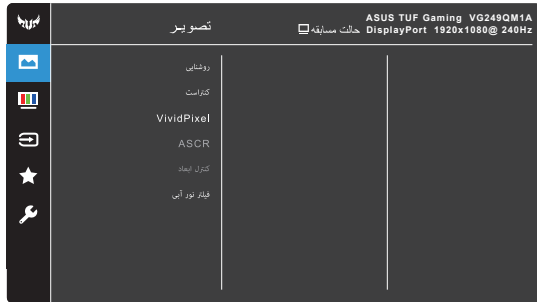 تصویر
ASUS TUF Gaming VG249QM1A
حالت مسابقه DisplayPort 1920x1080@ 240Hz
روشنایی
کنتراست
VividPixel
ASCR
کنترل ابعاد
فیلتر نور آبی